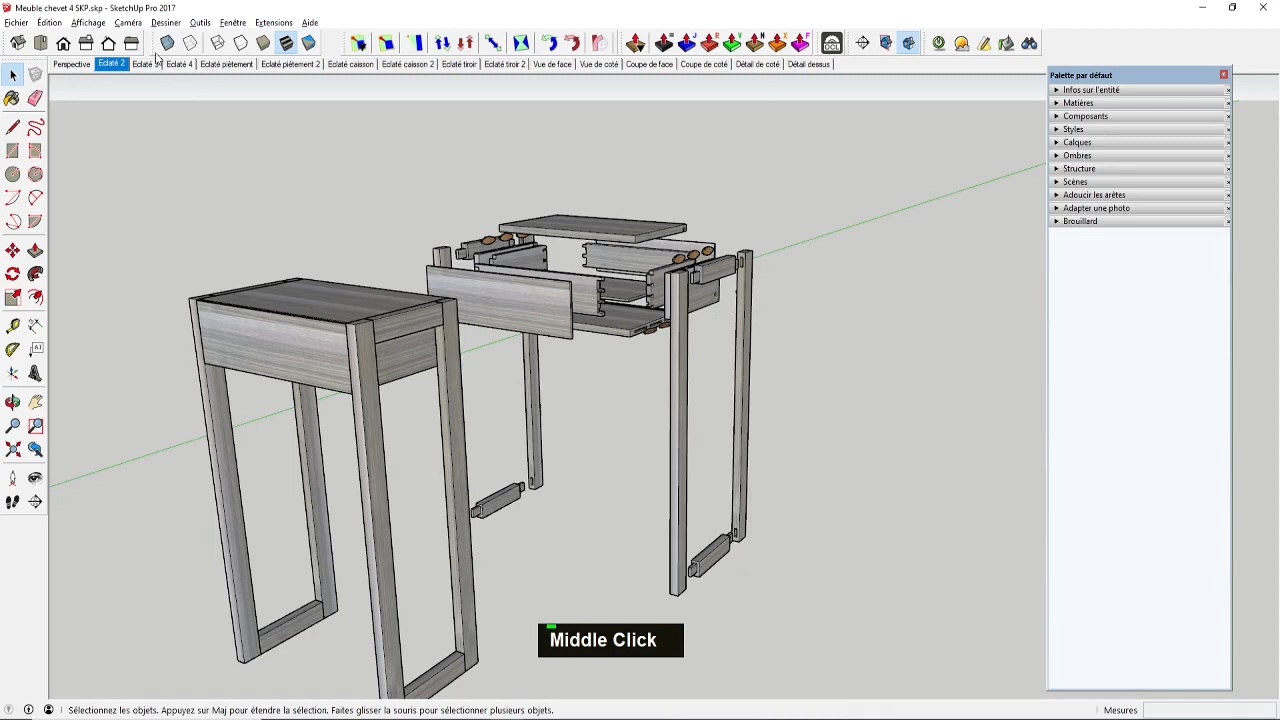 Meuble chevet 4 SKP.skp - SketchUp Pro 2017
Fichier Édition Affichage Caméra Dessiner Outils Fenêtre Extensions Aide
Perspective Eclaté 2 Eclaté 4 Eclaté piètement Eclaté piètement 2 Eclaté caisson Eclaté caisson 2 Eclaté tiroir Eclaté tiroir 2 Vue de face Vue de coté Coupe de face Coupe de coté Détail de coté Détail dessus
Palette par défaut
Infos sur l'entité
Matières
Composants
Styles
Calques
Ombres
Structure
Scènes
Adoucir les arêtes
Adapter une photo
Brouillard
Middle Click
Sélectionnez les objets. Appuyez sur Maj pour étendre la sélection. Faites glisser la souris pour sélectionner plusieurs objets.
Mesures